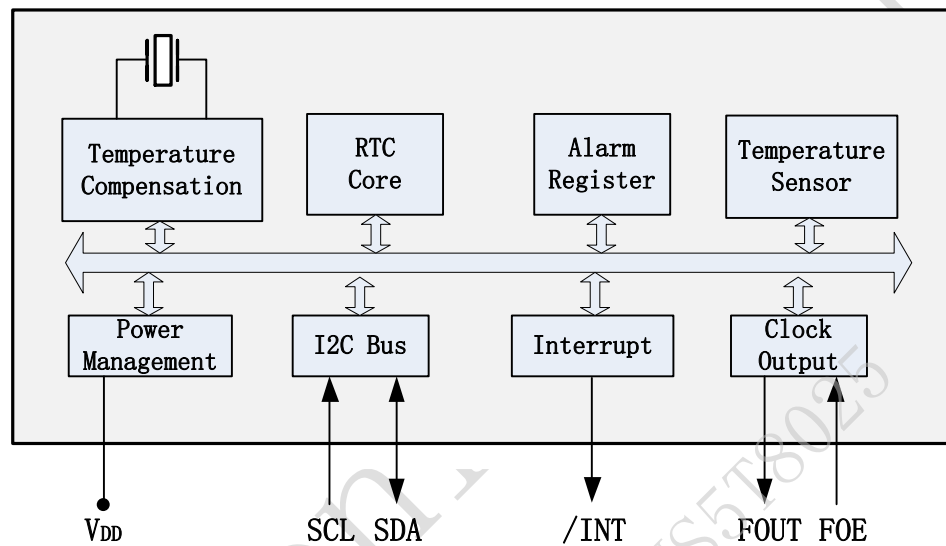 Temperature
Compensation
RTC
Core
Alarm
Register
Temperature
Sensor
Power
Management
I2C Bus
Interrupt
Clock
Output
VDD
SCL SDA
/INT
FOUT FOE